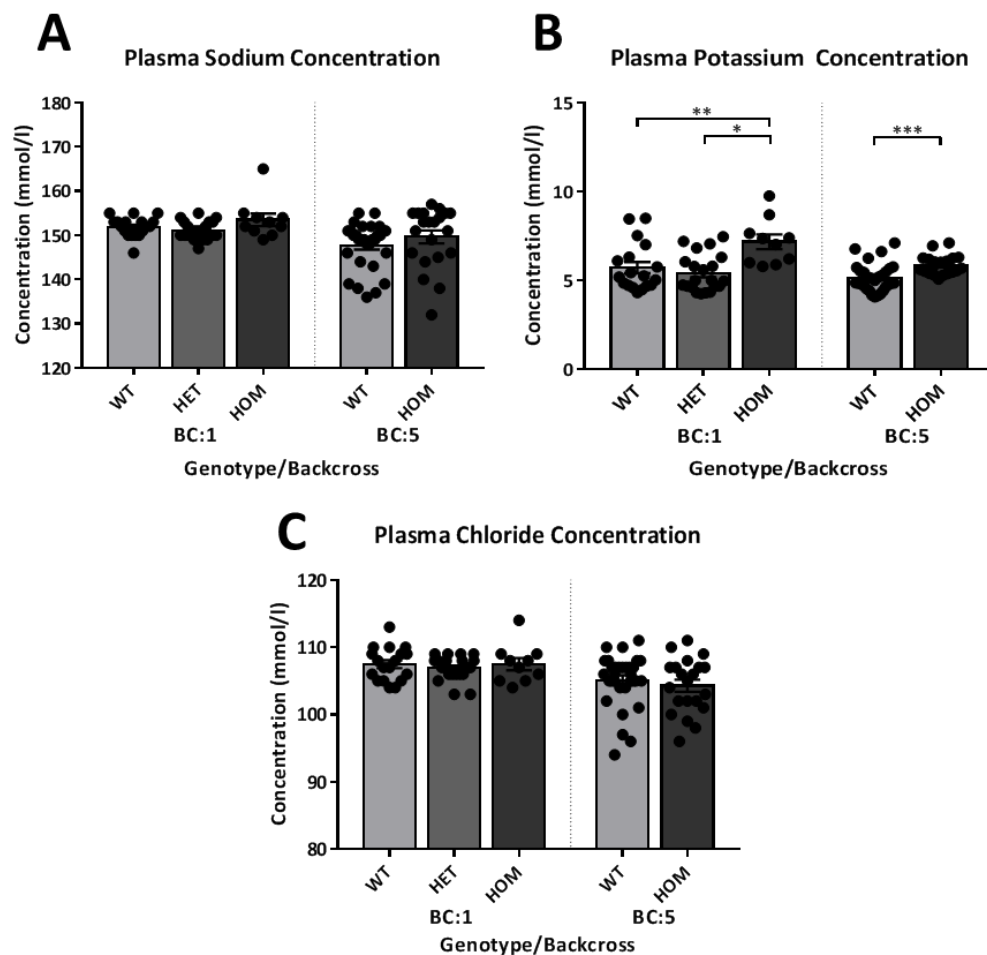 A
Plasma Sodium Concentration
Concentration (mmol/l)
180
170
160
150
140
130
120
WT HET HOM WT HOM
BC:1 BC:5
Genotype/Backcross
B
Plasma Potassium Concentration
Concentration (mmol/l)
15
10
5
0
**
*
***
WT HET HOM WT HOM
BC:1 BC:5
Genotype/Backcross
C
Plasma Chloride Concentration
Concentration (mmol/l)
120
110
100
90
80
WT HET HOM WT HOM
BC:1 BC:5
Genotype/Backcross